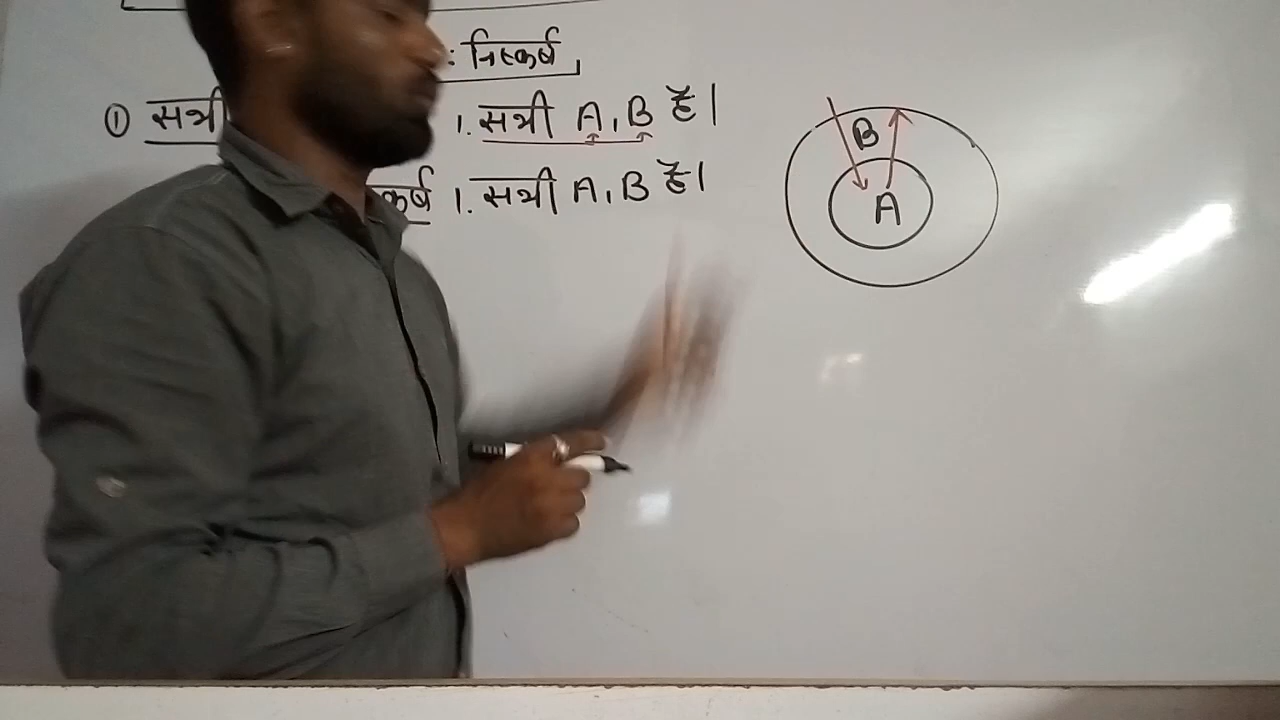 : निष्कर्ष
① सभी 1. सभी A, B है।
1. सभी A, B है।
B
A